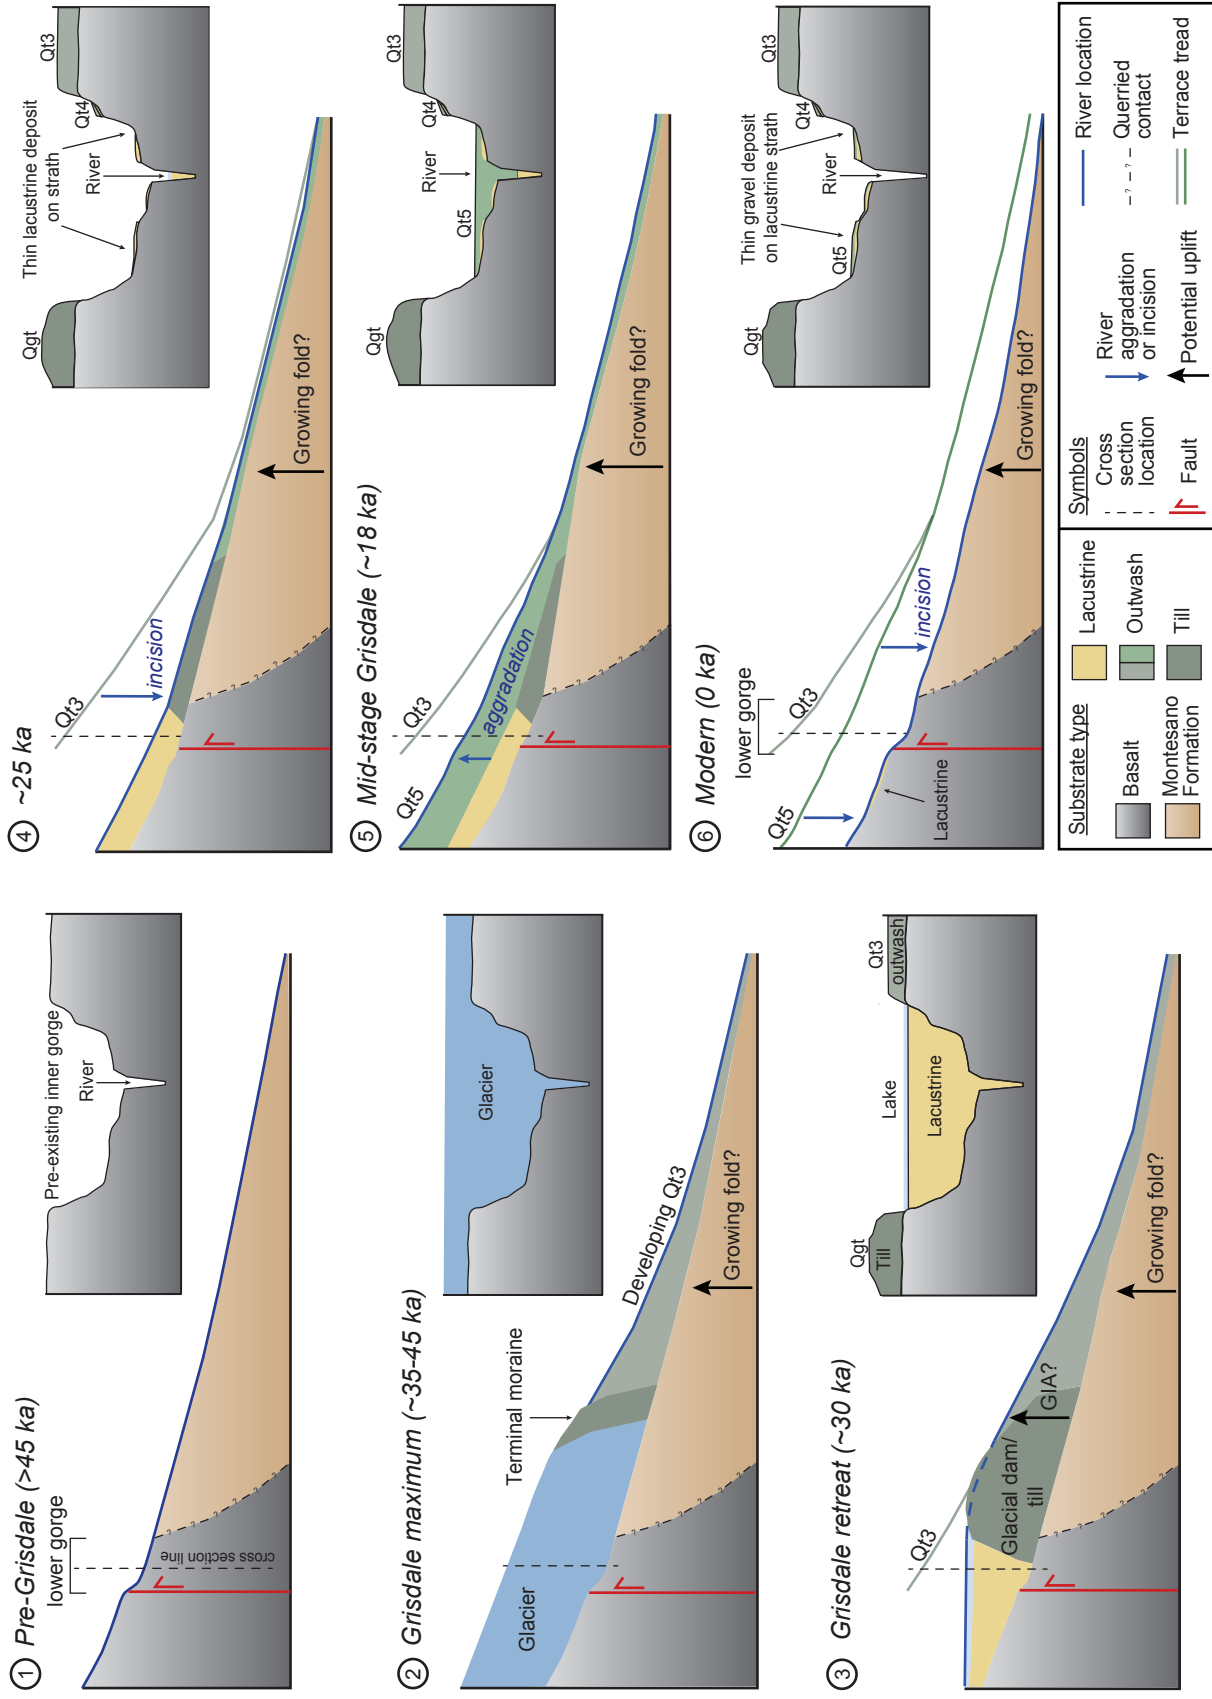 1 Pre-Grisdale (>45 ka)
lower gorge
cross section line
? ? ? ? ? ?
Pre-existing inner gorge
River
2 Grisdale maximum (~35-45 ka)
Terminal moraine
Glacier
Developing Qt3
Growing fold?
Glacier
3 Grisdale retreat (~30 ka)
Qt3
Glacial dam/
till
GIA?
Growing fold?
Qgt
Till
Lake
Lacustrine
Qt3
outwash
4 ~25 ka
Qt3
incision
Growing fold?
Qgt
Thin lacustrine deposit
on strath
River
Qt4
Qt3
5 Mid-stage Grisdale (~18 ka)
Qt5
Qt3
aggradation
Growing fold?
Qgt
Qt5
River
Qt4
Qt3
6 Modern (0 ka)
lower gorge
Qt5
Qt3
Lacustrine
incision
Growing fold?
Qgt
Thin gravel deposit
on lacustrine strath
Qt5
River
Qt4
Qt3
Substrate type
Basalt
Montesano
Formation
Lacustrine
Outwash
Till
Symbols
Cross
section
location
Fault
River
aggradation
or incision
Potential uplift
River location
Querried
contact
Terrace tread